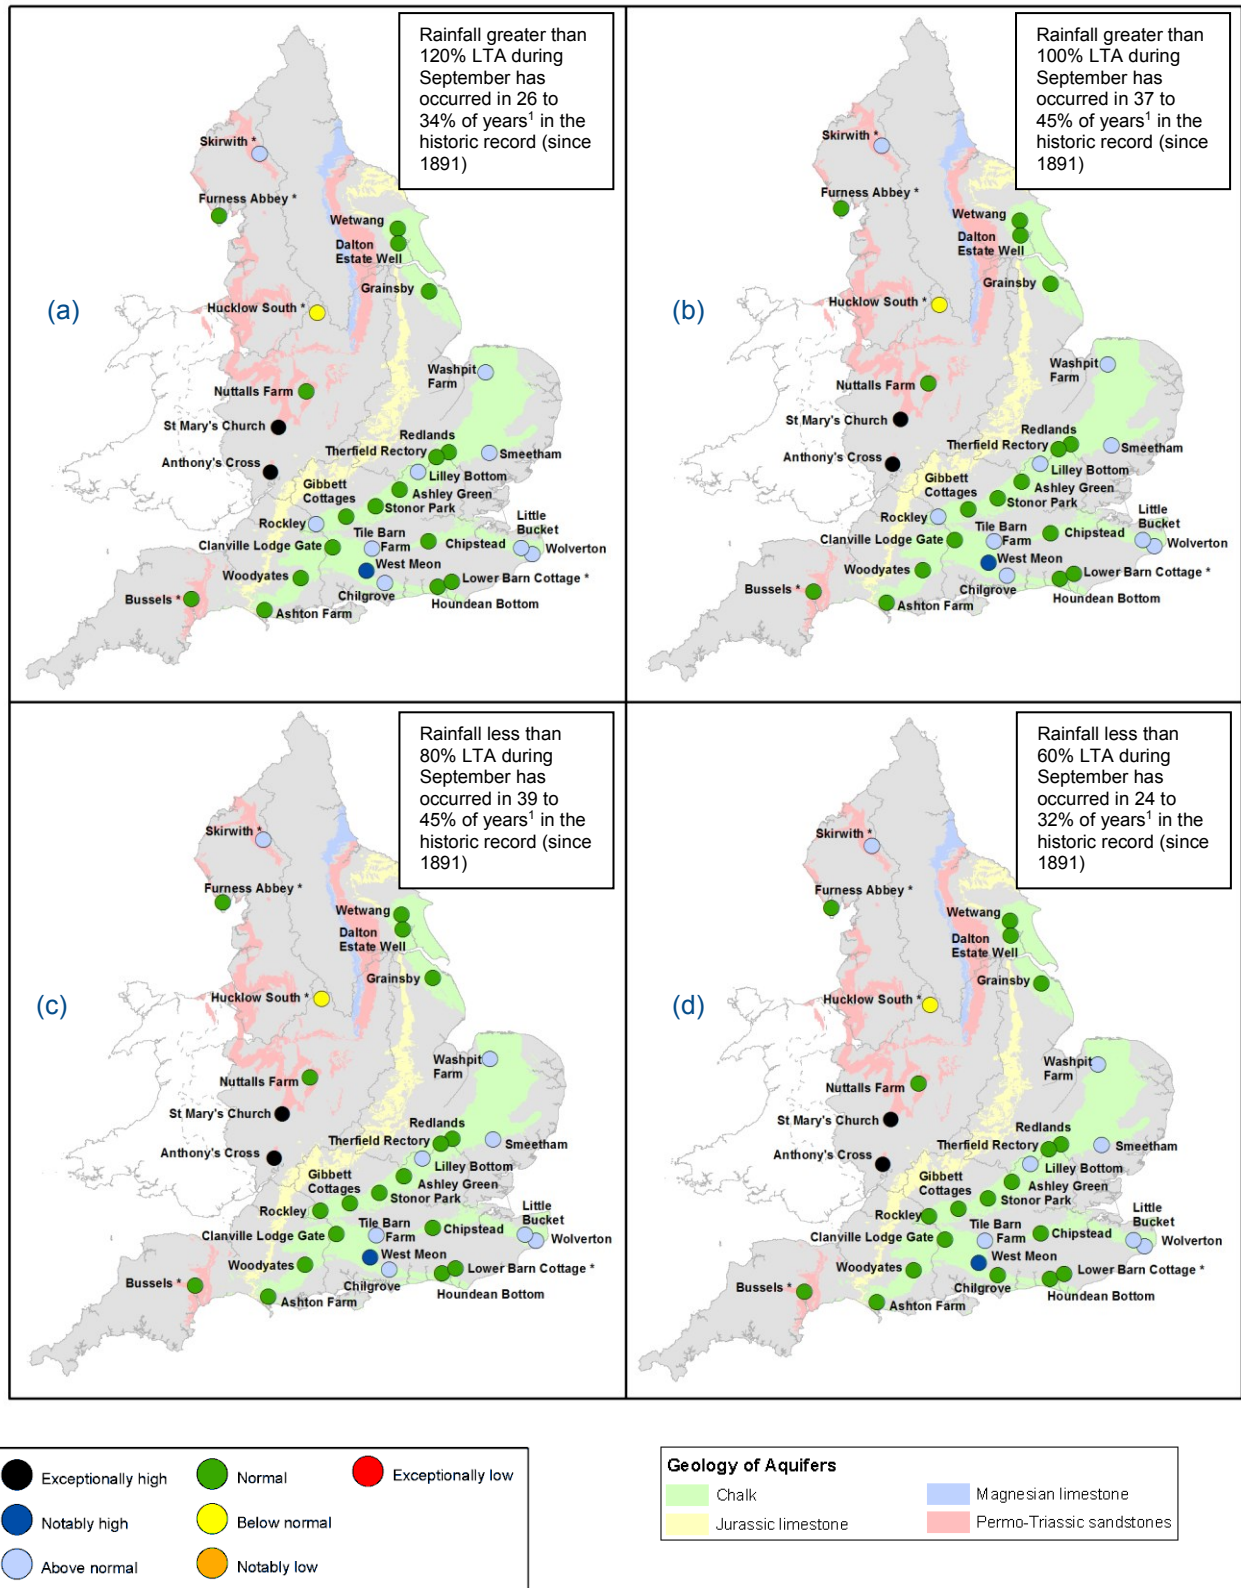 Rainfall greater than
120% LTA during
September has
occurred in 26 to
34% of years1 in the
historic record (since
1891)
Skirwith *
Furness Abbey *
Wetwang
Dalton
Estate Well
Grainsby
(a)
Hucklow South *
Washpit
Farm
Nuttalls Farm
St Mary's Church
Redlands
Therfield Rectory
Smeetham
Anthony's Cross
Lilley Bottom
Gibbett
Cottages
Ashley Green
Stonor Park
Rockley
Tile Barn
Farm
Little
Bucket
Clanville Lodge Gate
Chipstead
Wolverton
West Meon
Woodyates
Lower Barn Cottage *
Chilgrove
Bussels *
Houndean Bottom
Ashton Farm
Rainfall greater than
100% LTA during
September has
occurred in 37 to
45% of years1 in the
historic record (since
1891)
Skirwith *
Furness Abbey *
Wetwang
Dalton
Estate Well
Grainsby
(b)
Hucklow South *
Washpit
Farm
Nuttalls Farm
St Mary's Church
Redlands
Therfield Rectory
Smeetham
Anthony's Cross
Lilley Bottom
Gibbett
Cottages
Ashley Green
Stonor Park
Rockley
Tile Barn
Farm
Little
Bucket
Clanville Lodge Gate
Chipstead
Wolverton
West Meon
Woodyates
Lower Barn Cottage *
Chilgrove
Bussels *
Houndean Bottom
Ashton Farm
Rainfall less than
80% LTA during
September has
occurred in 39 to
45% of years1 in the
historic record (since
1891)
Skirwith *
Furness Abbey *
Wetwang
Dalton
Estate Well
Grainsby
(c)
Hucklow South *
Washpit
Farm
Nuttalls Farm
St Mary's Church
Redlands
Therfield Rectory
Smeetham
Anthony's Cross
Lilley Bottom
Gibbett
Cottages
Ashley Green
Stonor Park
Rockley
Tile Barn
Farm
Little
Bucket
Clanville Lodge Gate
Chipstead
Wolverton
West Meon
Woodyates
Lower Barn Cottage *
Chilgrove
Bussels *
Houndean Bottom
Ashton Farm
Rainfall less than
60% LTA during
September has
occurred in 24 to
32% of years1 in the
historic record (since
1891)
Skirwith *
Furness Abbey *
Wetwang
Dalton
Estate Well
Grainsby
(d)
Hucklow South *
Washpit
Farm
Nuttalls Farm
St Mary's Church
Redlands
Therfield Rectory
Smeetham
Anthony's Cross
Lilley Bottom
Gibbett
Cottages
Ashley Green
Stonor Park
Rockley
Tile Barn
Farm
Little
Bucket
Clanville Lodge Gate
Chipstead
Wolverton
West Meon
Woodyates
Lower Barn Cottage *
Chilgrove
Bussels *
Houndean Bottom
Ashton Farm
Exceptionally high
Normal
Exceptionally low
Notably high
Below normal
Above normal
Notably low
Geology of Aquifers
Chalk
Magnesian limestone
Jurassic limestone
Permo-Triassic sandstones